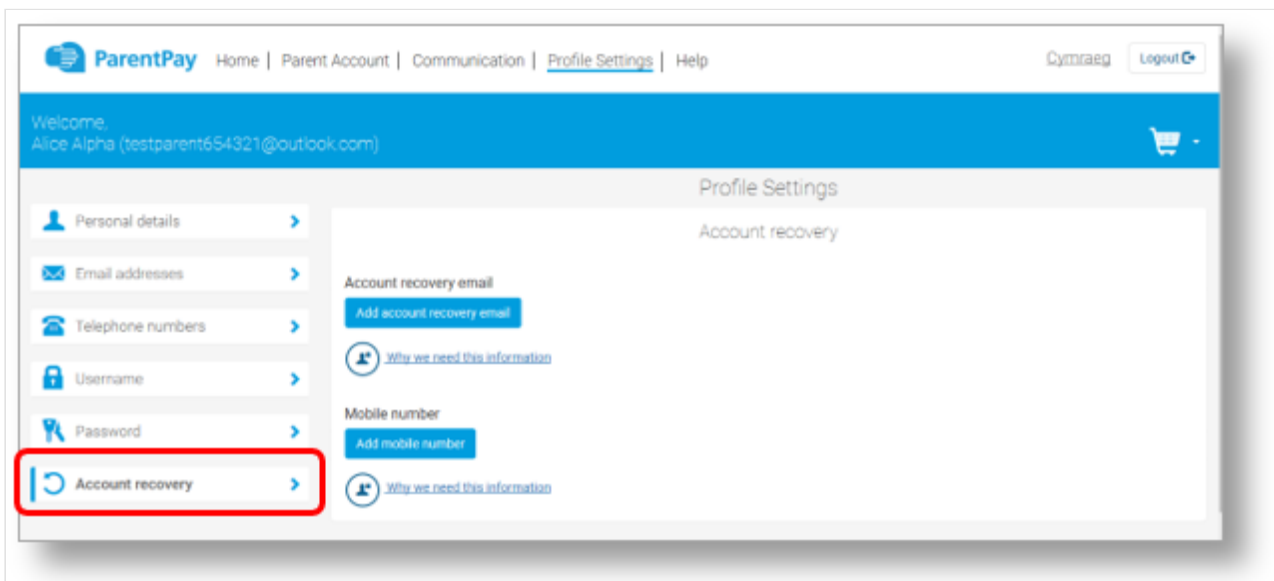 ParentPay Home | Parent Account | Communication | Profile Settings | Help Cymraeg Logout
Welcome,
Alice Alpha (testparent654321@outlook.com)
Profile Settings
Personal details
Email addresses
Telephone numbers
Username
Password
Account recovery
Account recovery
Account recovery email
Add account recovery email
Why we need this information
Mobile number
Add mobile number
Why we need this information